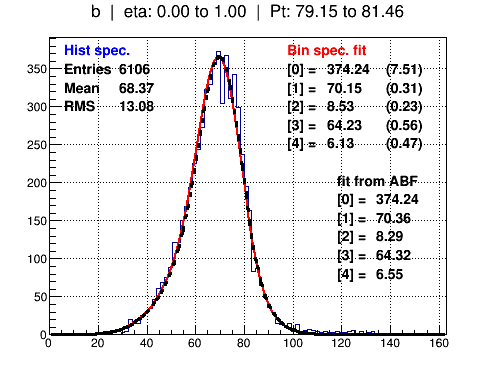 b | eta: 0.00 to 1.00 | Pt: 79.15 to 81.46
Hist spec.
Entries 6106
Mean 68.37
RMS 13.08
Bin spec. fit
[0] = 374.24 (7.51)
[1] = 70.15 (0.31)
[2] = 8.53 (0.23)
[3] = 64.23 (0.56)
[4] = 6.13 (0.47)
fit from ABF
[0] = 374.24
[1] = 70.36
[2] = 8.29
[3] = 64.32
[4] = 6.55
350
300
250
200
150
100
50
0
0 20 40 60 80 100 120 140 160